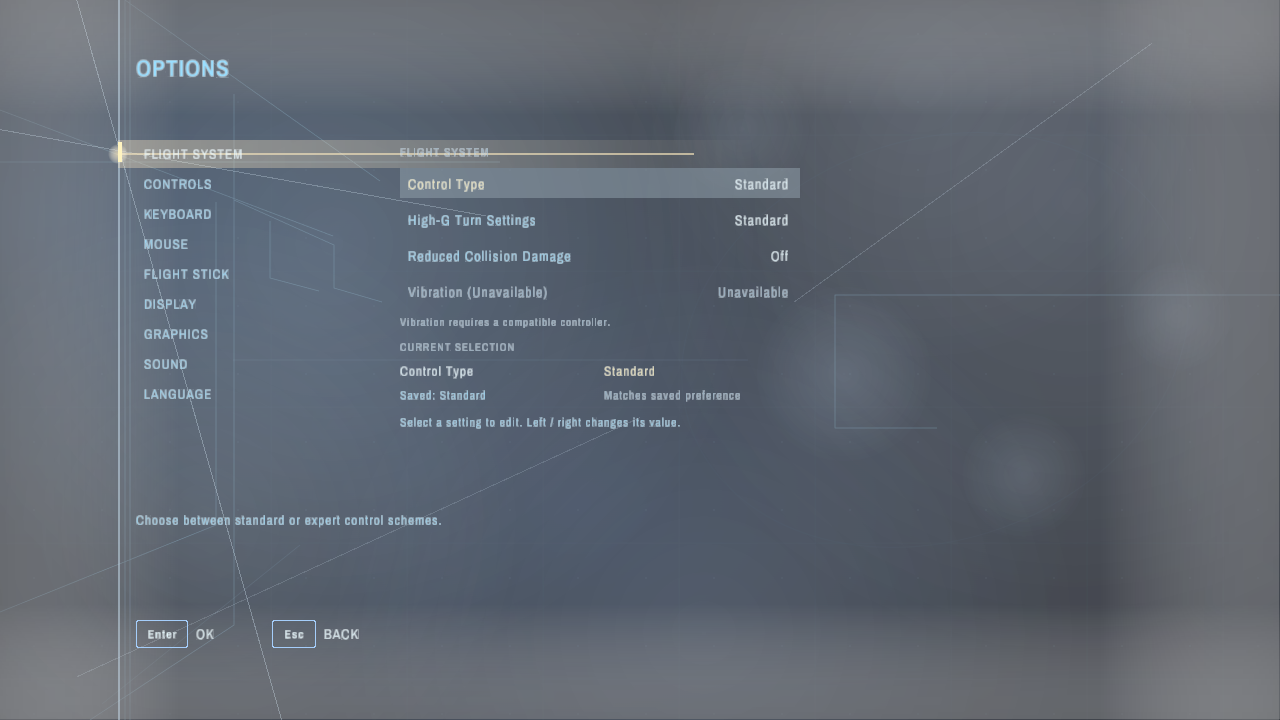 OPTIONS
FLIGHT SYSTEM
CONTROLS
KEYBOARD
MOUSE
FLIGHT STICK
DISPLAY
GRAPHICS
SOUND
LANGUAGE
FLIGHT SYSTEM
Control Type Standard
High-G Turn Settings Standard
Reduced Collision Damage Off
Vibration (Unavailable) Unavailable
Vibration requires a compatible controller.
CURRENT SELECTION
Control Type Standard
Saved: Standard Matches saved preference
Select a setting to edit. Left / right changes its value.
Choose between standard or expert control schemes.
Enter OK Esc BACK